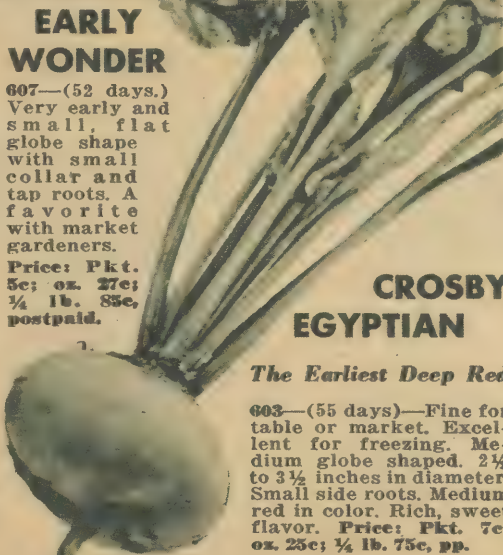 EARLY
WONDER
607—(52 days.)
Very early and
small, flat
globe shape
with small
collar and
tap roots. A
favorite
with market
gardeners.
Price: Pkt.
5c; oz. 27c;
¼ lb. 85c,
postpaid.
CROSBY
EGYPTIAN
The Earliest Deep Red
603—(55 days)—Fine for
table or market. Excel-
lent for freezing. Me-
dium globe shaped. 2½
to 3½ inches in diameter.
Small side roots. Medium
red in color. Rich, sweet
flavor. Price: Pkt. 7c;
oz. 25c; ¼ lb. 75c, pp.